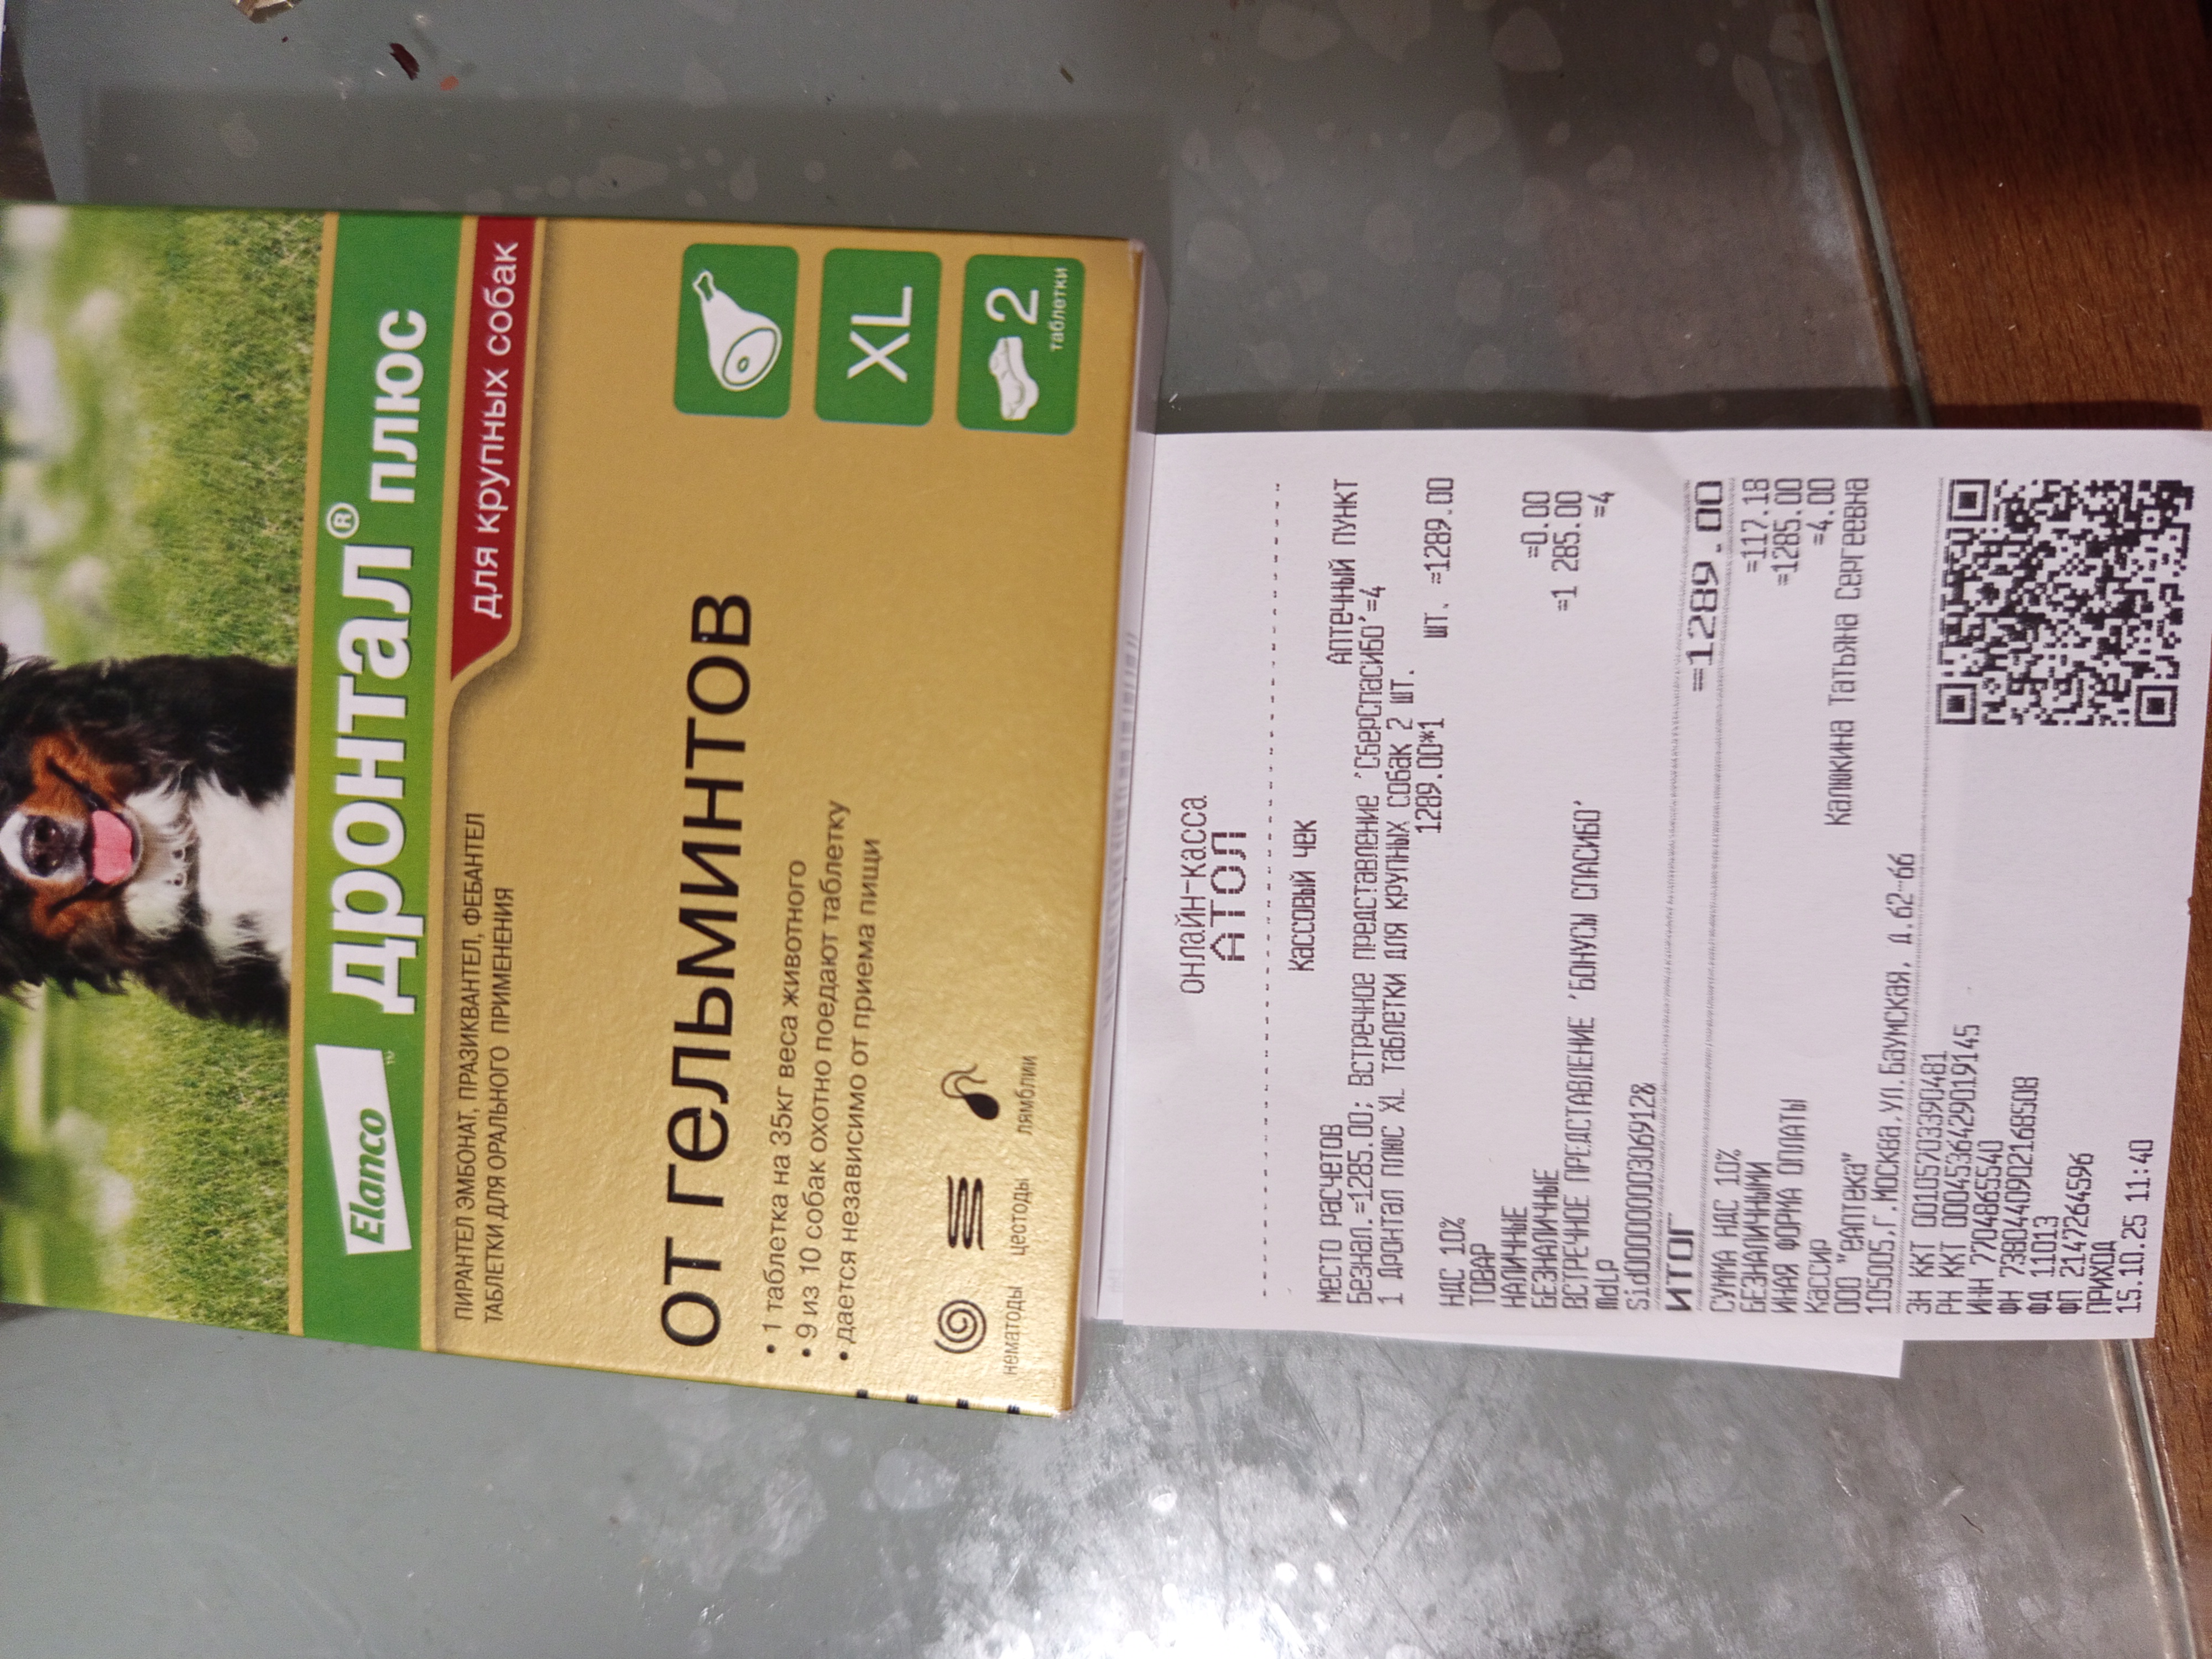 Elanco™
дронтал® плюс
для крупных собак
ПИРАНТЕЛ ЭМБОНАТ, ПРАЗИКВАНТЕЛ, ФЕБАНТЕЛ
ТАБЛЕТКИ ДЛЯ ОРАЛЬНОГО ПРИМЕНЕНИЯ
ОТ ГЕЛЬМИНТОВ
• 1 таблетка на 35кг веса животного
• 9 из 10 собак охотно поедают таблетку
• дается независимо от приема пищи
нематоды цестоды лямблии
XL
2
таблетки
онлайн-касса
АТОЛ
Кассовый чек
Место расчетов Аптечный пункт
Безнал.=1285.00; Встречное представление 'СберСпасибо'=4
1 Дронтал плюс XL таблетки для крупных собак 2 шт.
1289.00*1 шт. =1289.00
НДС 10%
ТОВАР
НАЛИЧНЫЕ =0.00
БЕЗНАЛИЧНЫЕ =1 285.00
ВСТРЕЧНОЕ ПРЕДСТАВЛЕНИЕ 'БОНУСЫ СПАСИБО' =4
MdLP
ИТОГ =1289.00
СУММА НДС 10% =117.18
БЕЗНАЛИЧНЫМИ =1285.00
ИНАЯ ФОРМА ОПЛАТЫ =4.00
Кассир Калюкина Татьяна Сергеевна
105005,г.Москва,ул.Баумская, д.62-66
ЗН ККТ 00105703390481
РН ККТ 0004536429019145
ИНН 7704865540
ФН 7380440902168508
ФД 11013
ФП 2147264596
ПРИХОД
15.10.25 11:40